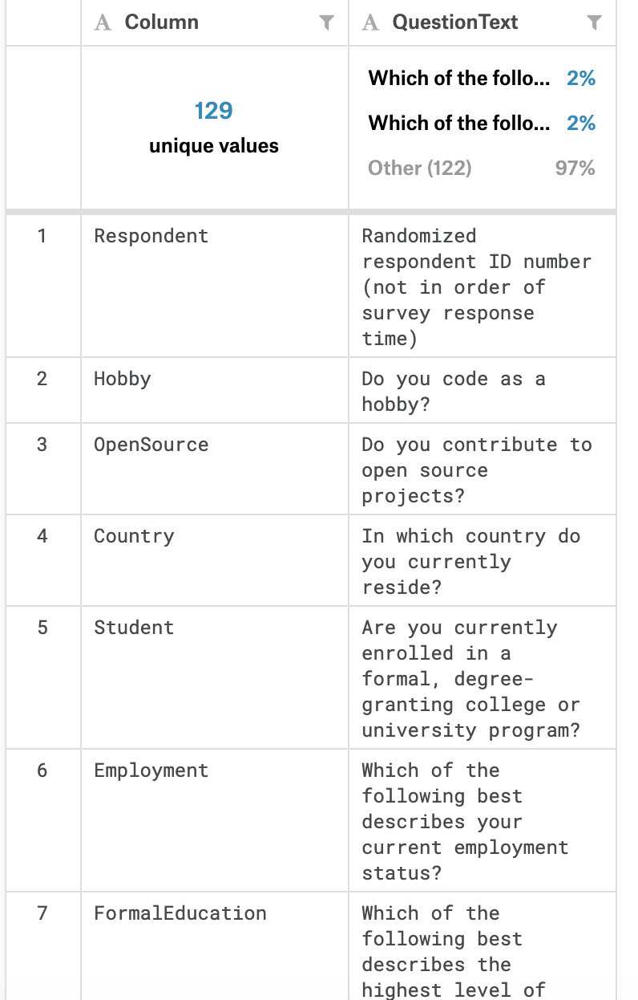 Column
QuestionText
129
unique values
Which of the follo... 2%
Which of the follo... 2%
Other (122) 97%
1
Respondent
Randomized
respondent ID number
(not in order of
survey response
time)
2
Hobby
Do you code as a
hobby?
3
OpenSource
Do you contribute to
open source
projects?
4
Country
In which country do
you currently
reside?
5
Student
Are you currently
enrolled in a
formal, degree-
granting college or
university program?
6
Employment
Which of the
following best
describes your
current employment
status?
7
FormalEducation
Which of the
following best
describes the
highest level of